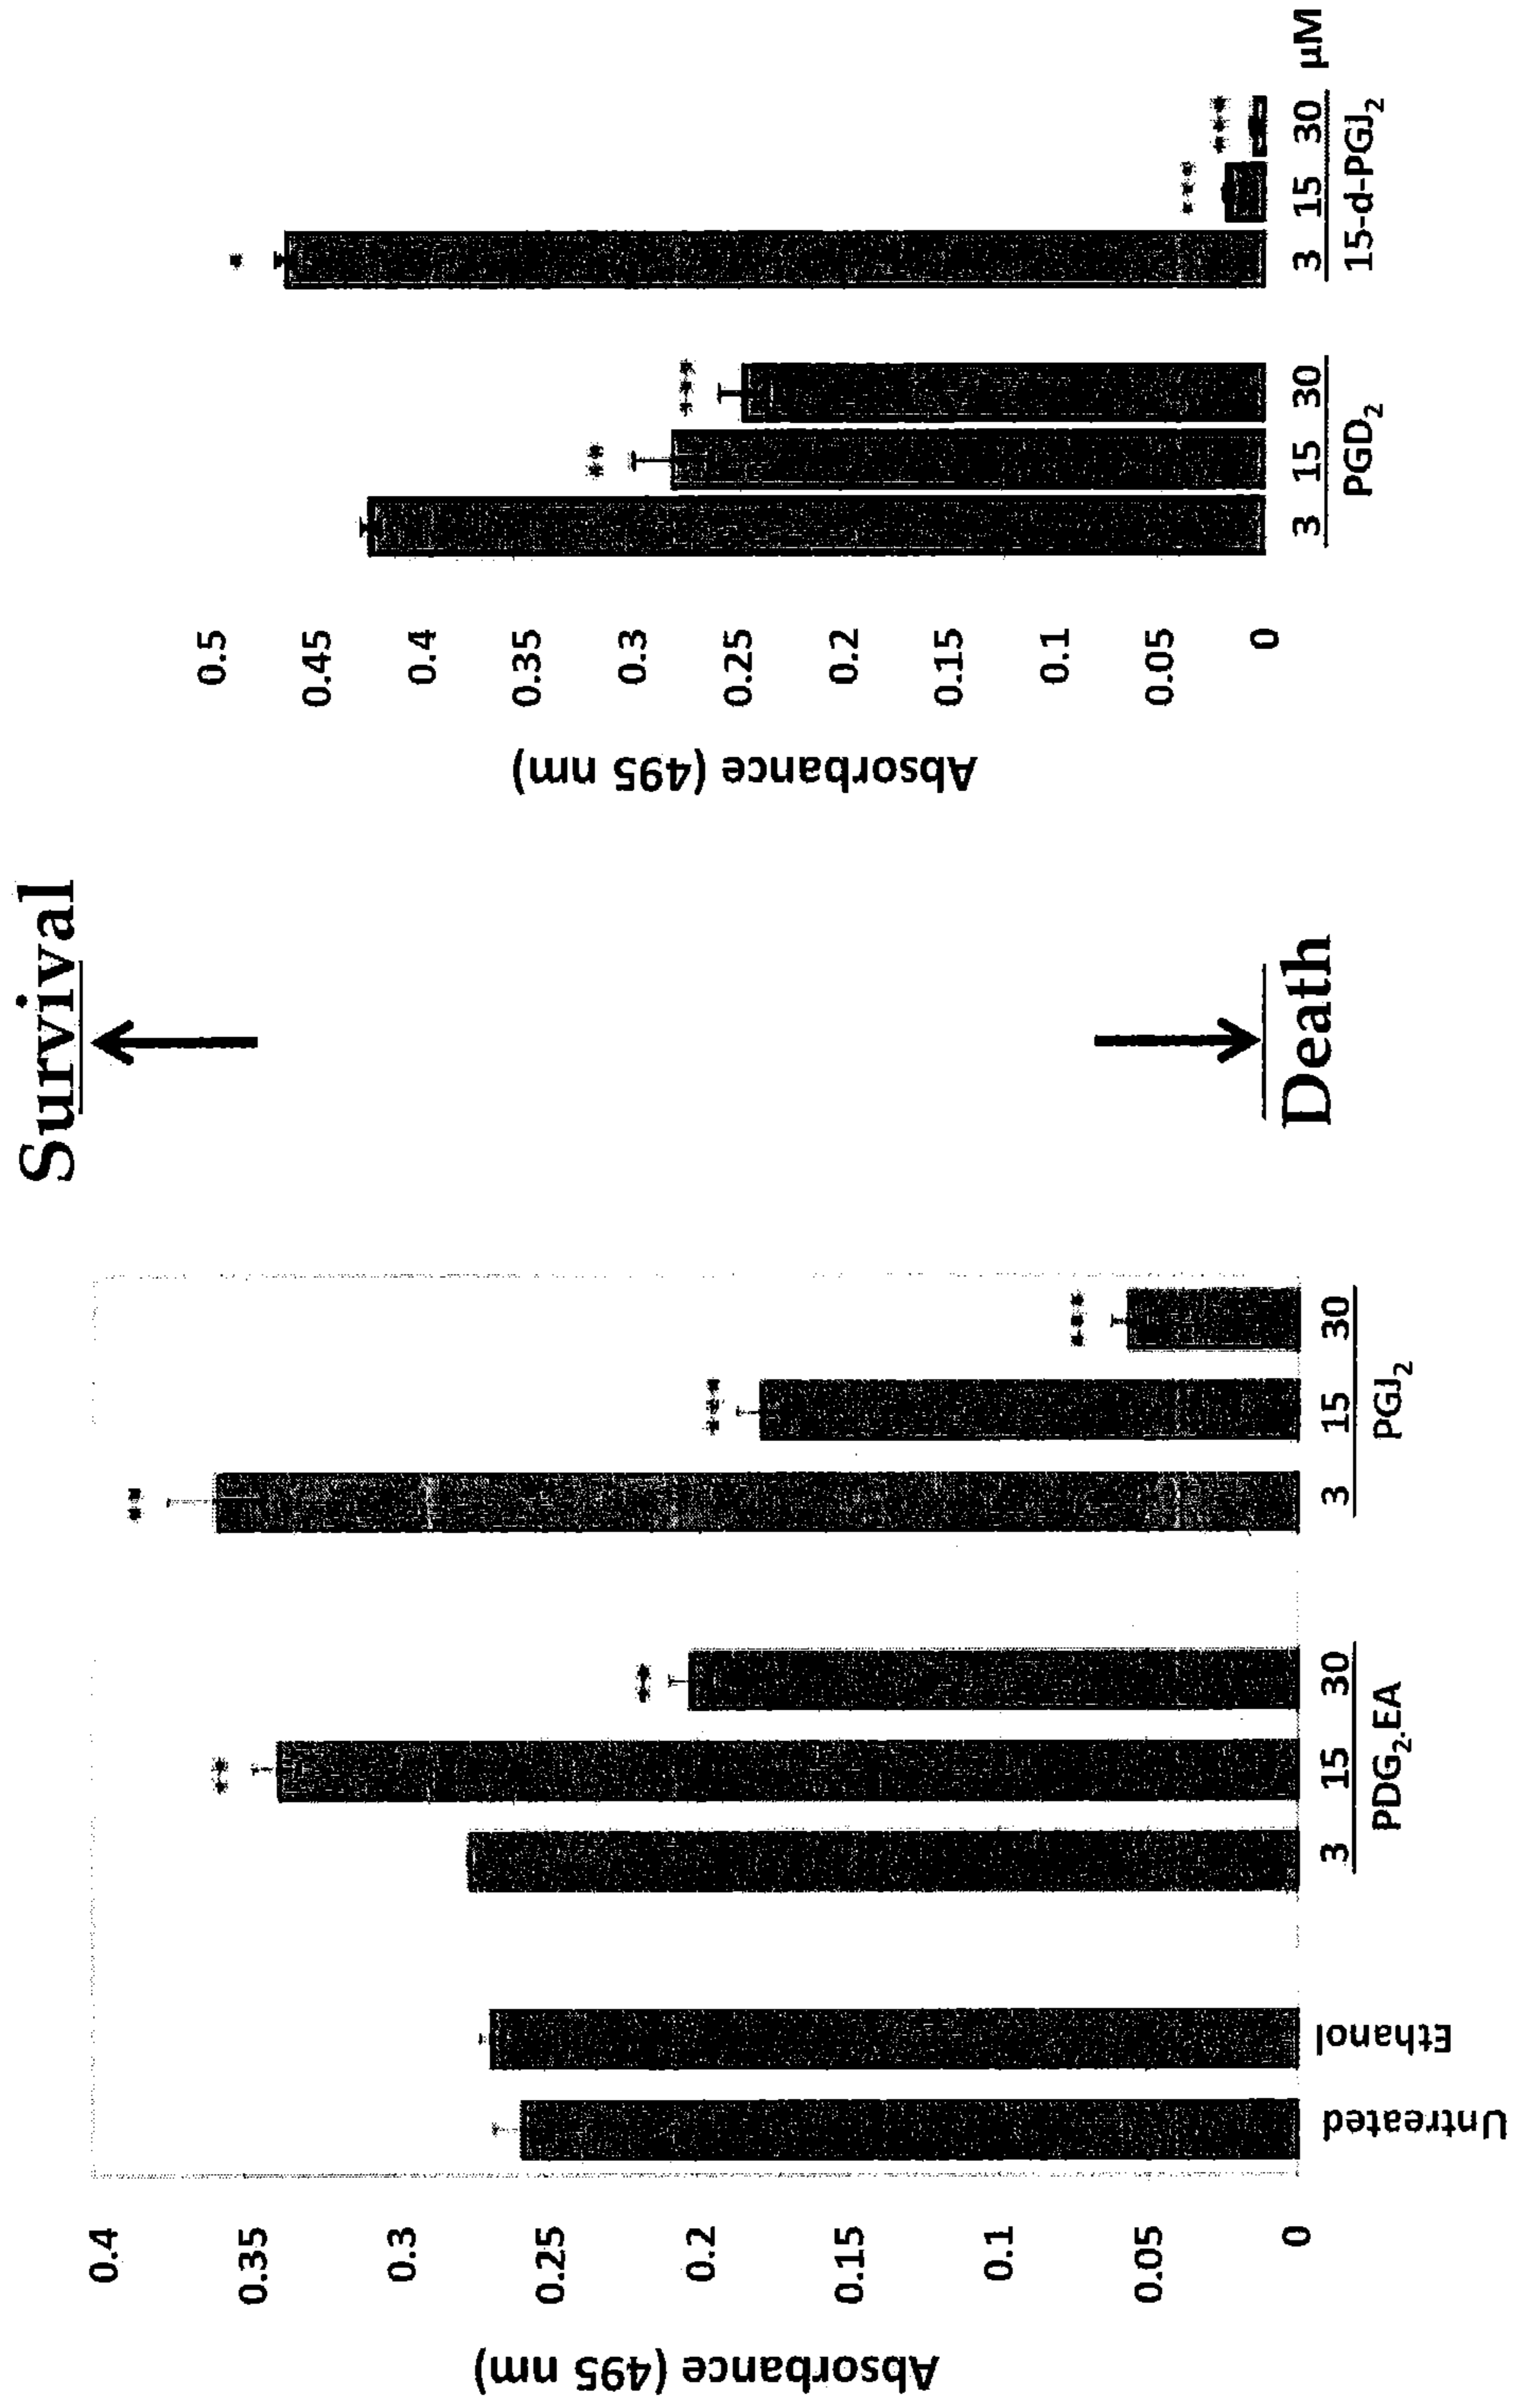 Survival
Death
Absorbance (495 nm)
0.4
0.35
0.3
0.25
0.2
0.15
0.1
0.05
0
Untreated
Ethanol
3 15 30
PDG2-EA
3 15 30
PGJ2
** ** ** *** ***
Absorbance (495 nm)
0.5
0.45
0.4
0.35
0.3
0.25
0.2
0.15
0.1
0.05
0
** *** * *** ***
3 15 30
PGD2
3 15 30 µM
15-d-PGJ2